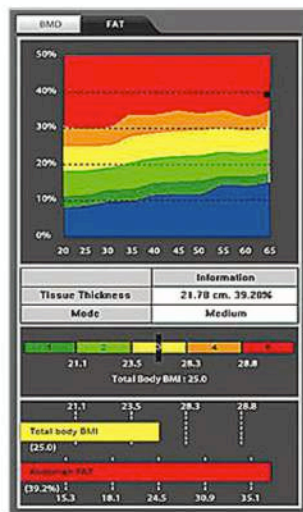 BMD FAT
50%
40%
30%
20%
10%
0%
20 25 30 35 40 45 50 55 60 65
Information
Tissue Thickness 21.78 cm. 39.20%
Mode Medium
1 2 3 4
21.1 23.5 28.3 28.8
Total Body BMI : 25.0
21.1 23.5 28.3 28.8
Total body BMI
(25.0)
FAT
(39.2%)
15.3 18.1 24.5 30.9 35.1